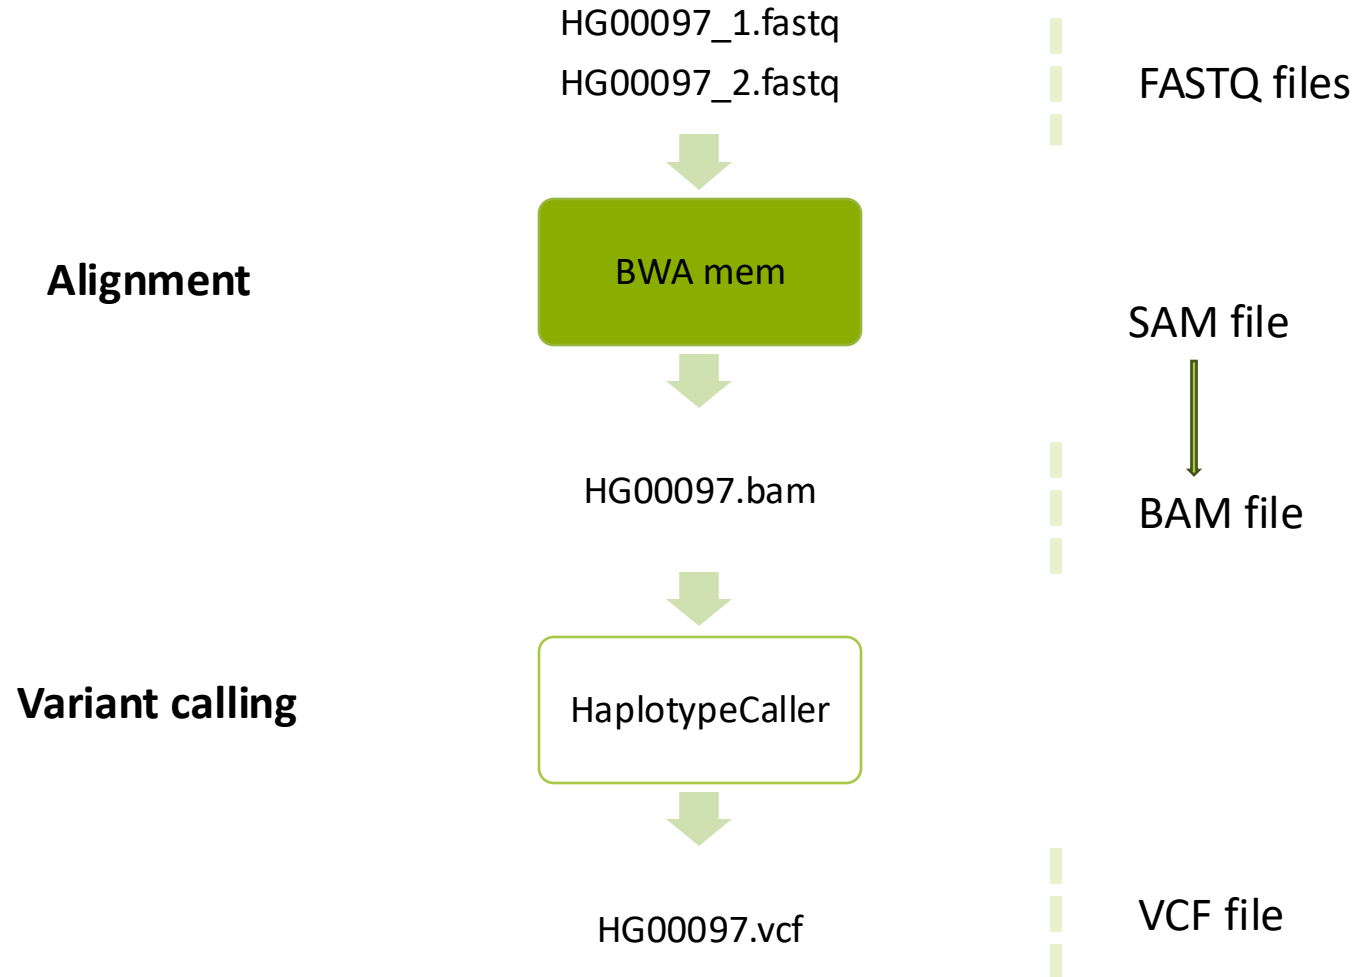 HG00097_1.fastq
HG00097_2.fastq
FASTQ files
Alignment
BWA mem
SAM file
HG00097.bam
BAM file
Variant calling
HaplotypeCaller
HG00097.vcf
VCF file